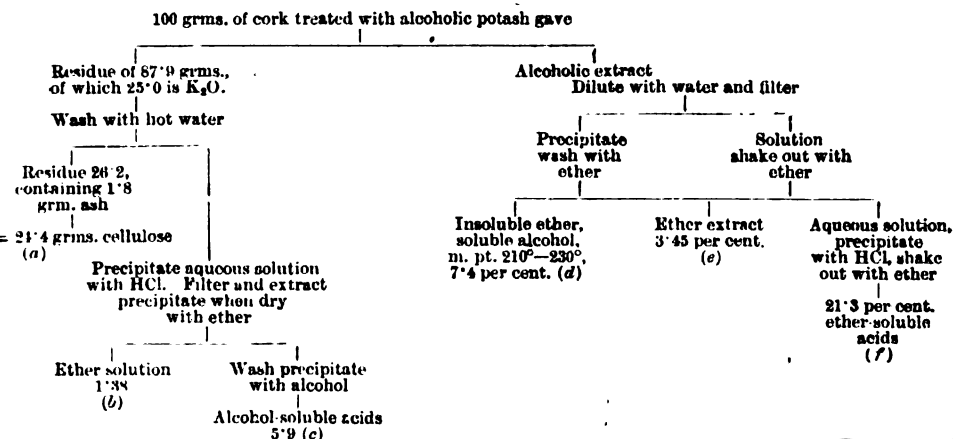 100 grms. of cork treated with alcoholic potash gave
Residue of 87·9 grms.,
of which 25·0 is K₂O.
Wash with hot water
Residue 26·2,
containing 1·8
grm. ash
= 24·4 grms. cellulose
(a)
Precipitate aqueous solution
with HCl. Filter and extract
precipitate when dry
with ether
Ether solution
1·38
(b)
Wash precipitate
with alcohol
Alcohol-soluble acids
5·9 (c)
Alcoholic extract
Dilute with water and filter
Precipitate
wash with
ether
Solution
shake out with
ether
Insoluble ether,
soluble alcohol,
m. pt. 210°—230°,
7·4 per cent. (d)
Ether extract
3·45 per cent.
(e)
Aqueous solution,
precipitate
with HCl, shake
out with ether
21·3 per cent.
ether-soluble
acids
(f)